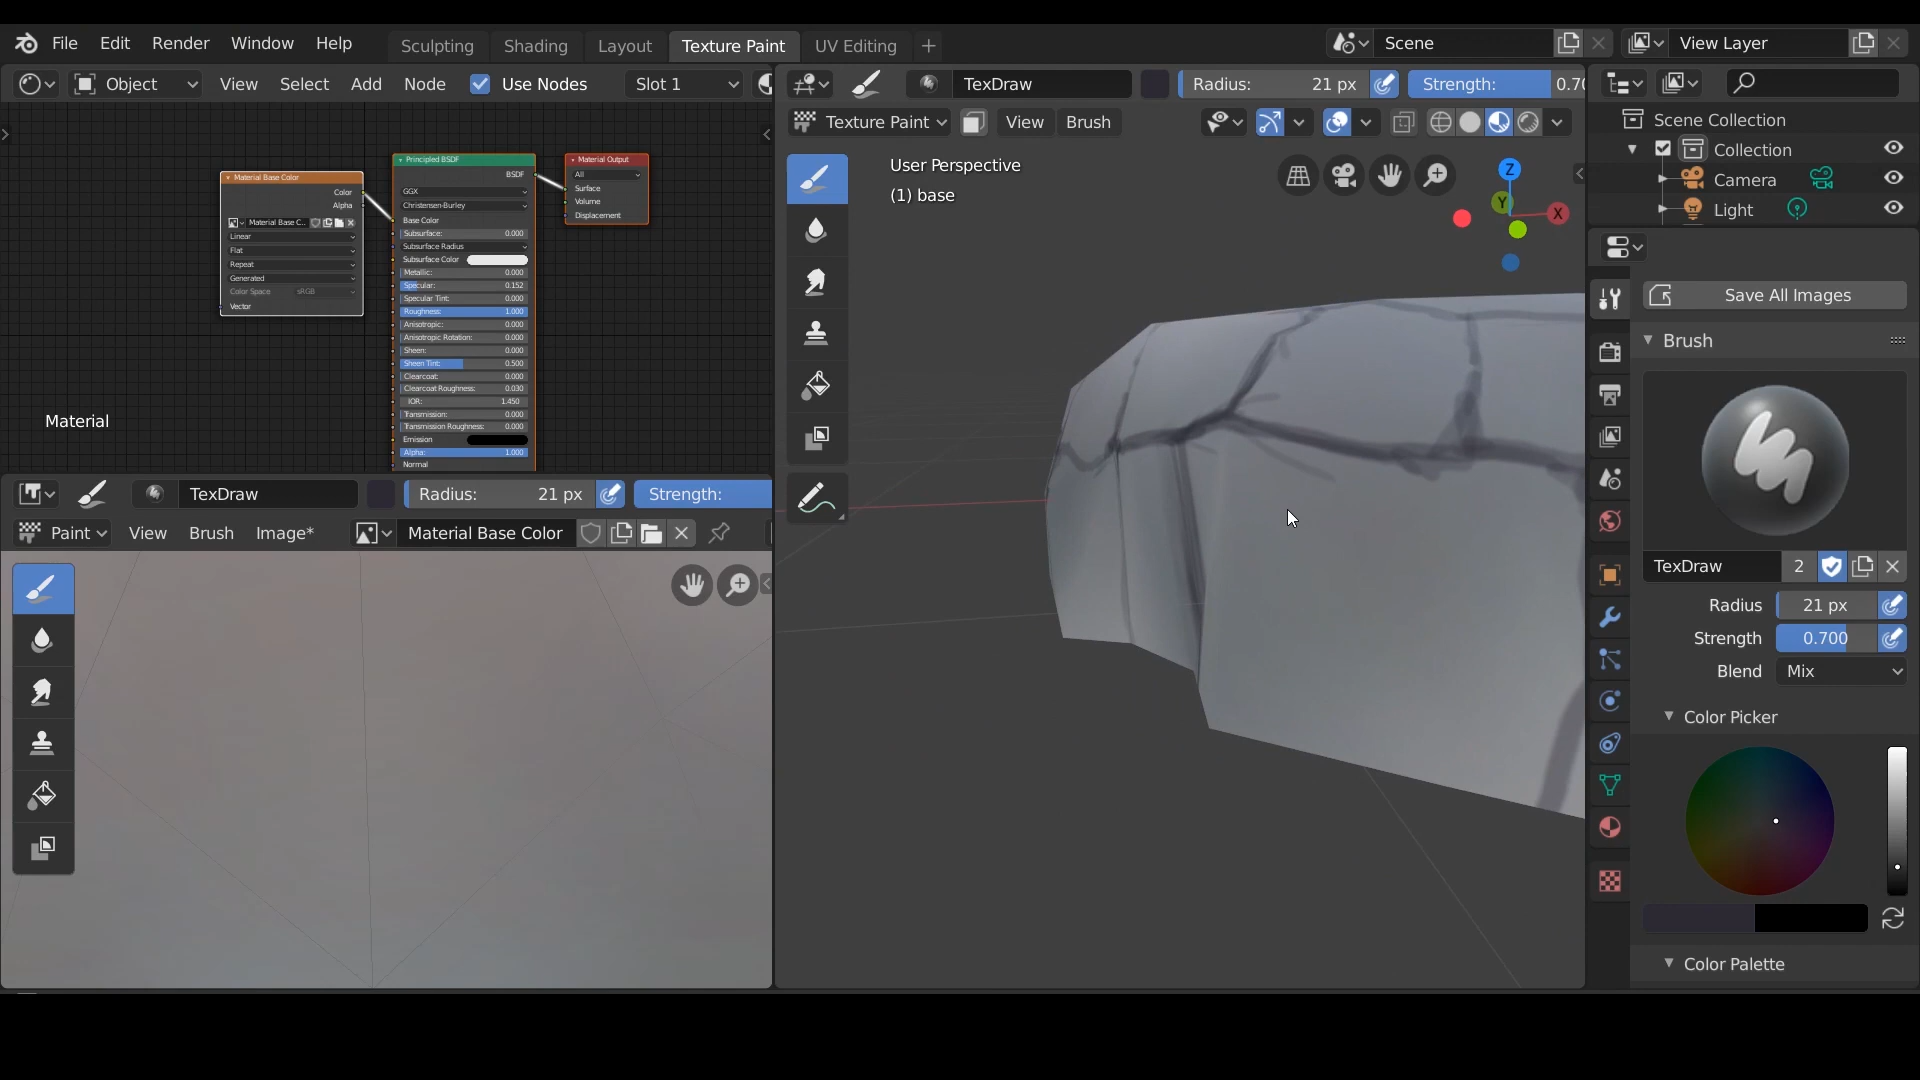 File Edit Render Window Help Sculpting Shading Layout Texture Paint UV Editing + Scene View Layer
Object View Select Add Node Use Nodes Slot 1 TexDraw Radius: 21 px Strength: 0.70
Texture Paint View Brush
Scene Collection
Collection
Camera
Light
User Perspective
(1) base
Z
Y
X
Material Base Color
Color
Alpha
Material Base C...
Linear
Flat
Repeat
Generated
Color Space sRGB
Vector
Principled BSDF
BSDF
GGX
Christensen-Burley
Base Color
Subsurface: 0.000
Subsurface Radius
Subsurface Color
Metallic: 0.000
Specular: 0.152
Specular Tint: 0.000
Roughness: 1.000
Anisotropic: 0.000
Anisotropic Rotation: 0.000
Sheen: 0.000
Sheen Tint: 0.500
Clearcoat: 0.000
Clearcoat Roughness: 0.030
IOR: 1.450
Transmission: 0.000
Transmission Roughness: 0.000
Emission
Alpha: 1.000
Normal
Material Output
All
Surface
Volume
Displacement
Material
TexDraw Radius: 21 px Strength:
Paint View Brush Image* Material Base Color
Save All Images
Brush
TexDraw 2
Radius 21 px
Strength 0.700
Blend Mix
Color Picker
Color Palette